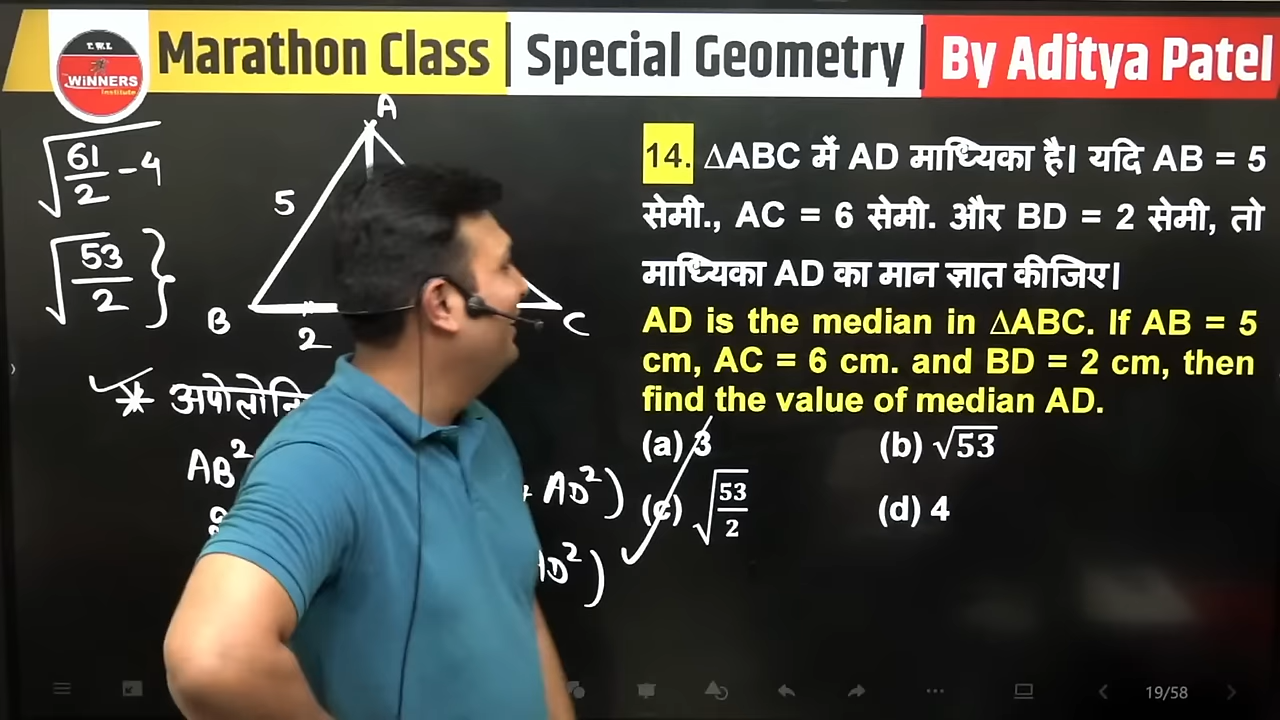 T.W.I.
WINNERS
Institute
Marathon Class | Special Geometry By Aditya Patel
√61/2 - 4
√53/2 }
A
5
B
2
C
* अपोलोनि
AB²
+ AD²)
AD²)
14. ∆ABC में AD माध्यिका है। यदि AB = 5
सेमी., AC = 6 सेमी. और BD = 2 सेमी, तो
माध्यिका AD का मान ज्ञात कीजिए।
AD is the median in ∆ABC. If AB = 5
cm, AC = 6 cm. and BD = 2 cm, then
find the value of median AD.
(a) 3 (b) √53
(c) √53/2 (d) 4
19/58